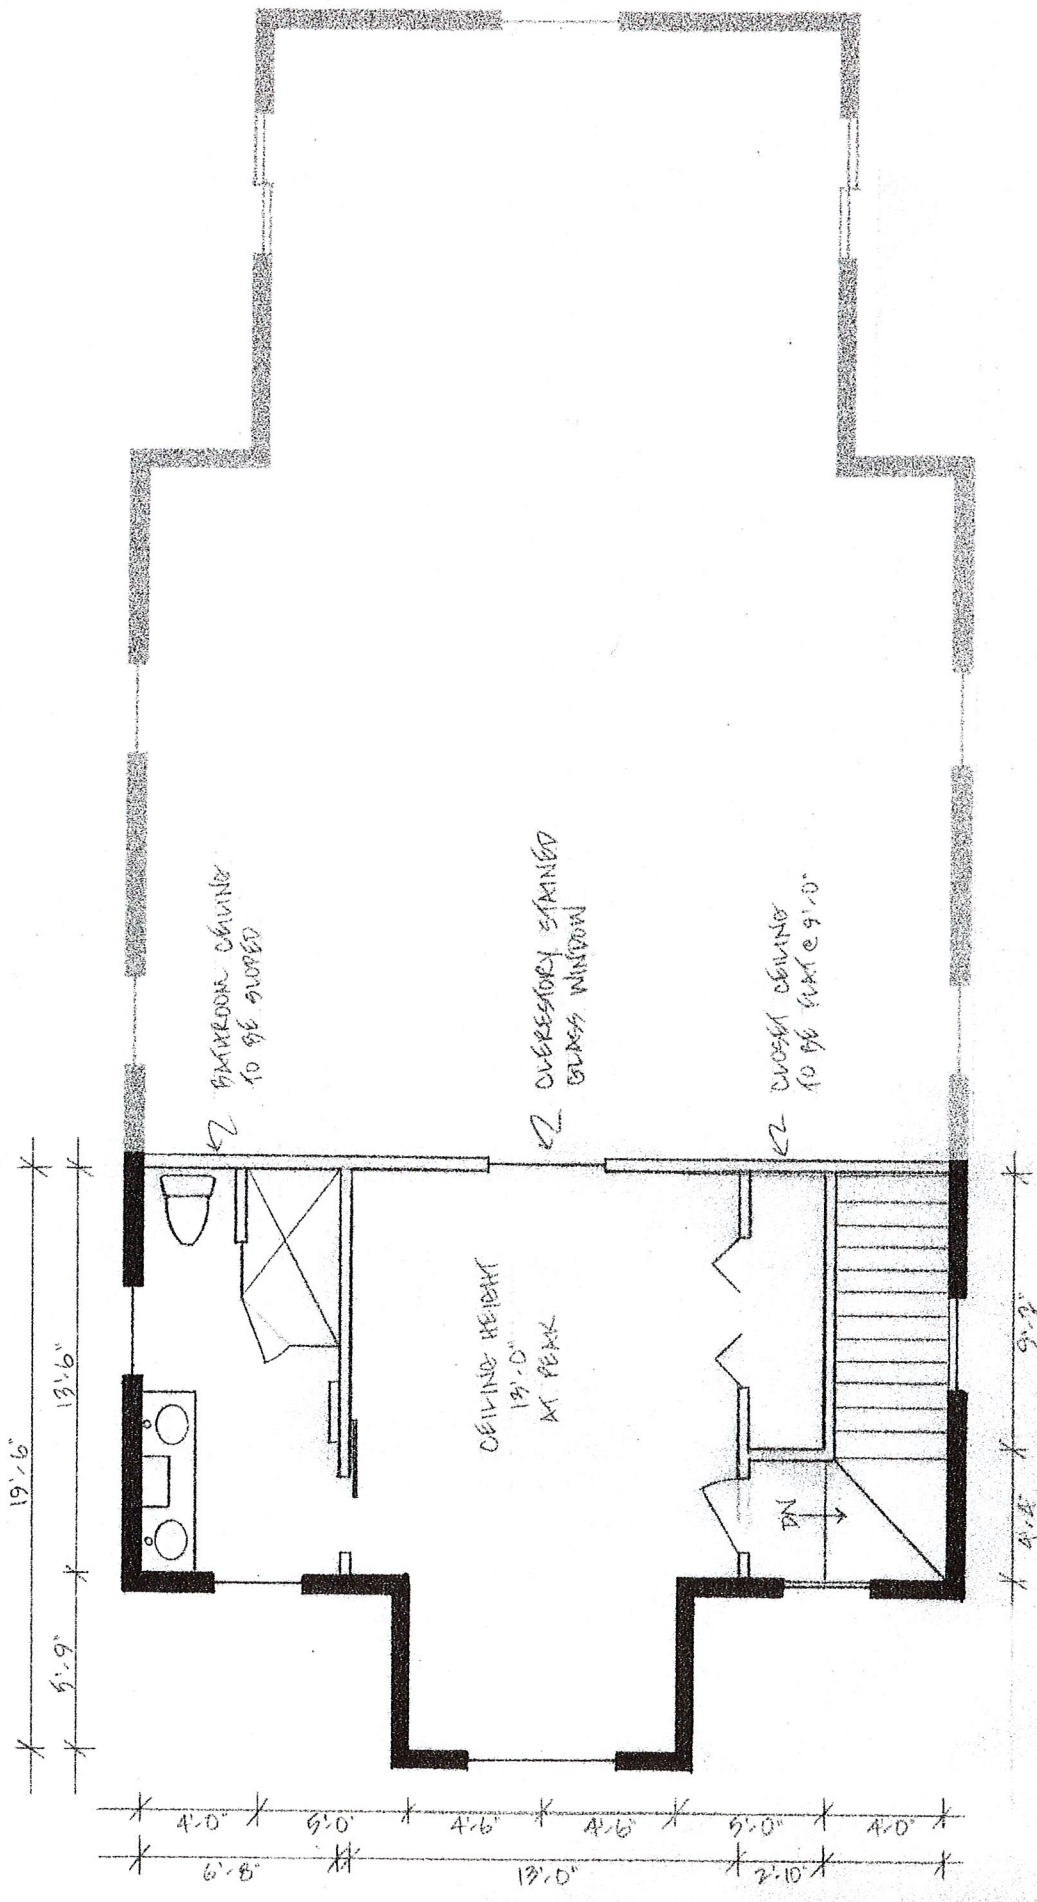 BATHROOM CEILING
TO BE SLOPED
CLERESTORY STAINED
GLASS WINDOW
CLOSET CEILING
TO BE FLAT @ 9'-0"
CEILING HEIGHT
13'-0"
AT PEAK
DN
19'-6"
13'-6"
5'-9"
9'-2"
4'-4"
4'-0"
5'-0"
4'-6"
4'-6"
5'-0"
4'-0"
6'-8"
13'-0"
2'-10"